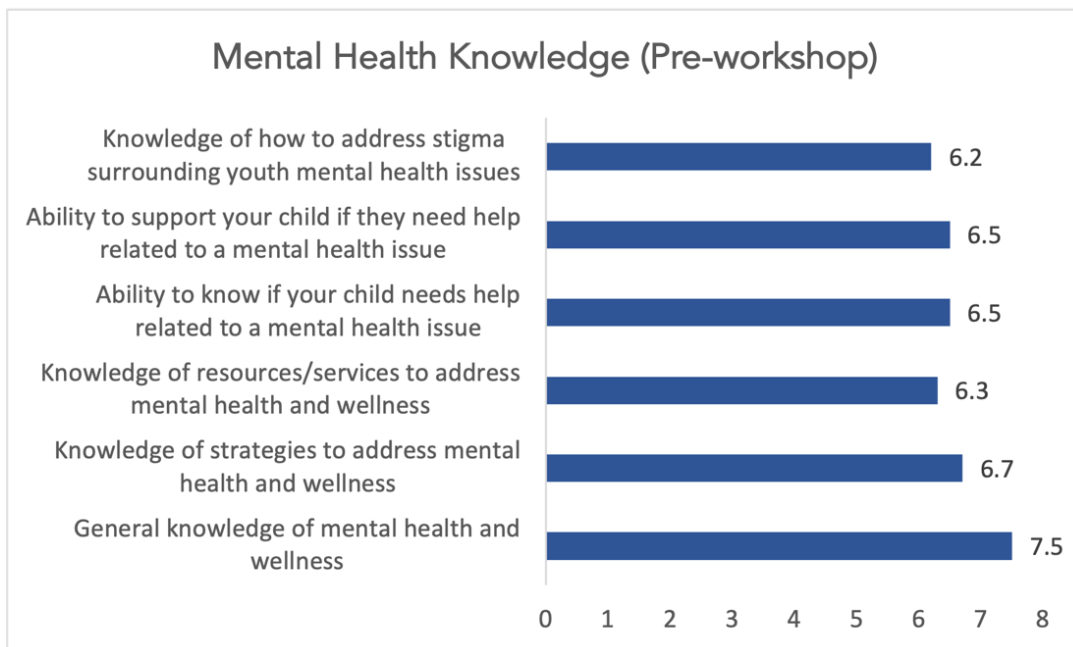 Mental Health Knowledge (Pre-workshop)
Knowledge of how to address stigma
surrounding youth mental health issues
6.2
Ability to support your child if they need help
related to a mental health issue
6.5
Ability to know if your child needs help
related to a mental health issue
6.5
Knowledge of resources/services to address
mental health and wellness
6.3
Knowledge of strategies to address mental
health and wellness
6.7
General knowledge of mental health and
wellness
7.5
0 1 2 3 4 5 6 7 8